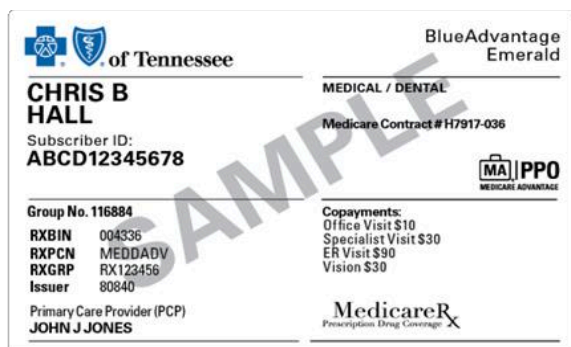 of Tennessee
BlueAdvantage
Emerald
CHRIS B
HALL
Subscriber ID:
ABCD12345678
MEDICAL / DENTAL
Medicare Contract # H7917-036
MA PPO
MEDICARE ADVANTAGE
SAMPLE
Group No. 116884
RXBIN 004336
RXPCN MEDDADV
RXGRP RX123456
Issuer 80840
Primary Care Provider (PCP)
JOHN J JONES
Copayments:
Office Visit $10
Specialist Visit $30
ER Visit $90
Vision $30
MedicareRx
Prescription Drug Coverage